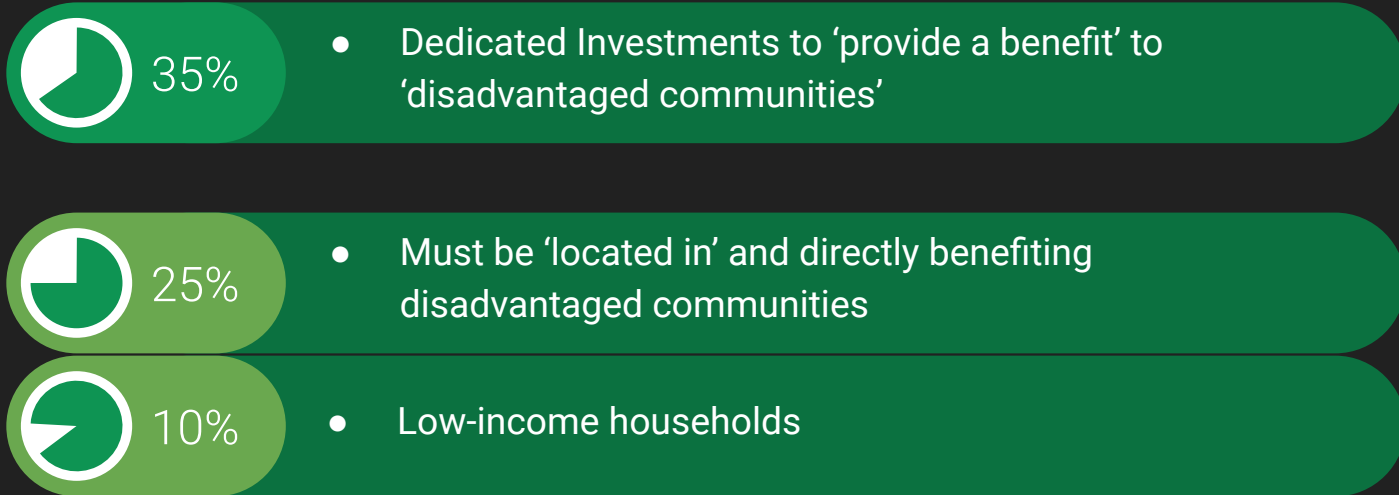 35%
● Dedicated Investments to ‘provide a benefit’ to
‘disadvantaged communities’
25%
● Must be ‘located in’ and directly benefiting
disadvantaged communities
10%
● Low-income households